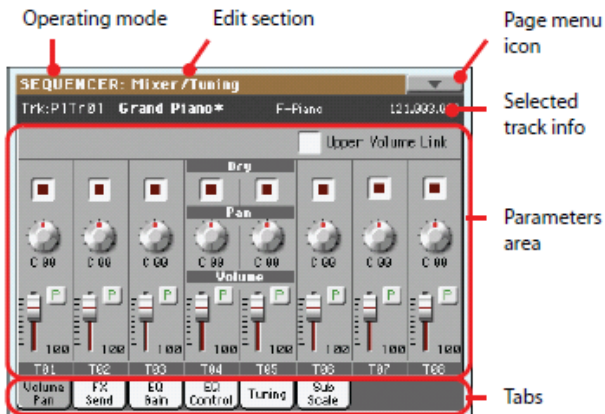 Operating mode
Edit section
Page menu
icon
SEQUENCER: Mixer/Tuning
Selected
track info
Trk:P1Tr01 Grand Piano* F-Piano
Upper Volume Link
Dry
Parameters
area
Pan
C 00 C 00 C 00 C 00 C 00 C 00 C 00 C 00
Volume
P P P P P P P P
100 100 100 100 100 100 100 100
T01 T02 T03 T04 T05 T06 T07 T08
Volume Pan
FX Send
EQ Gain
EQ Control
Tuning
Sub Scale
Tabs